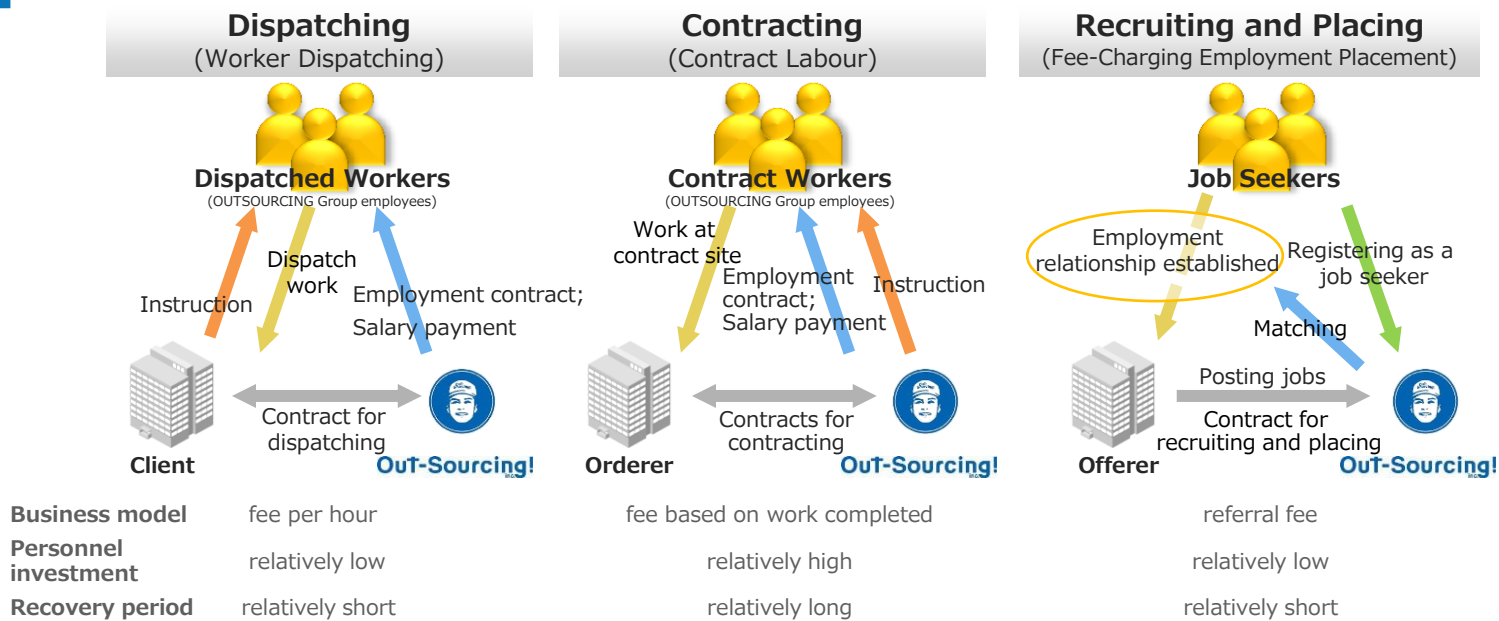 Dispatching
(Worker Dispatching)
Dispatched Workers
(OUTSOURCING Group employees)
Instruction
Dispatch
work
Employment contract;
Salary payment
Contract for
dispatching
Client
OuT-Sourcing!
Contracting
(Contract Labour)
Contract Workers
(OUTSOURCING Group employees)
Work at
contract site
Employment
contract;
Salary payment
Instruction
Contracts for
contracting
Orderer
OuT-Sourcing!
Recruiting and Placing
(Fee-Charging Employment Placement)
Job Seekers
Employment
relationship established
Registering as a
job seeker
Matching
Posting jobs
Contract for
recruiting and placing
Offerer
OuT-Sourcing!
Business model fee per hour fee based on work completed referral fee
Personnel
investment relatively low relatively high relatively low
Recovery period relatively short relatively long relatively short